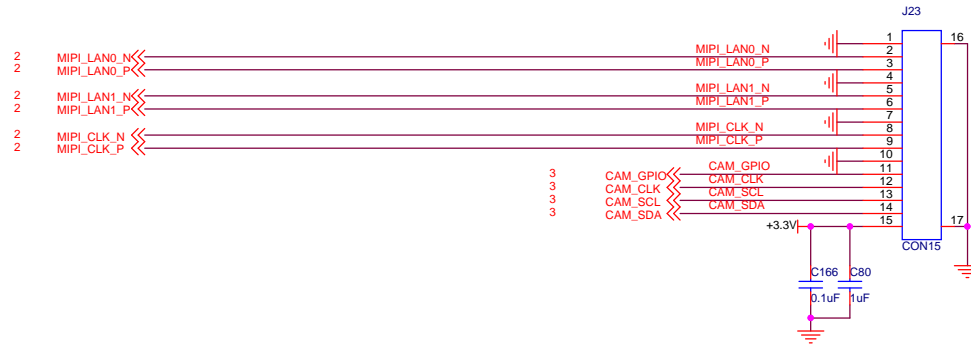 J23
1 16
2 MIPI_LAN0_N MIPI_LAN0_N 2
2 MIPI_LAN0_P MIPI_LAN0_P 3
4
2 MIPI_LAN1_N MIPI_LAN1_N 5
2 MIPI_LAN1_P MIPI_LAN1_P 6
7
2 MIPI_CLK_N MIPI_CLK_N 8
2 MIPI_CLK_P MIPI_CLK_P 9
10
3 CAM_GPIO CAM_GPIO 11
3 CAM_CLK CAM_CLK 12
3 CAM_SCL CAM_SCL 13
3 CAM_SDA CAM_SDA 14
+3.3V 15 17
CON15
C166 C80
0.1uF 1uF